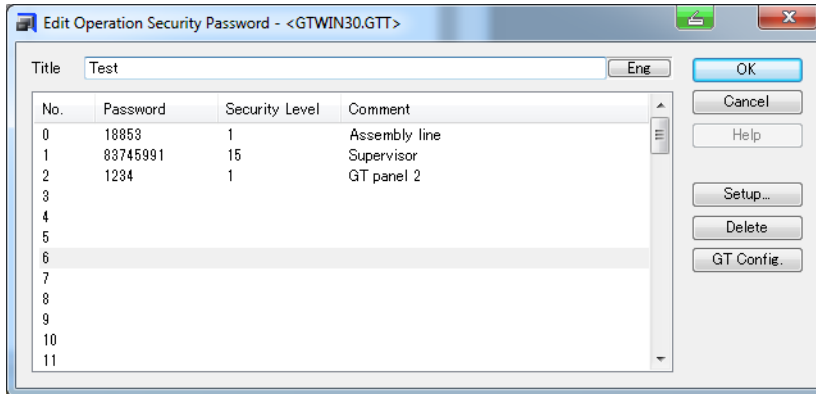 Edit Operation Security Password - <GTWIN30.GTT>
Title Test Eng OK
No. Password Security Level Comment Cancel
0 18853 1 Assembly line Help
1 83745991 15 Supervisor
2 1234 1 GT panel 2
3 Setup...
4
5 Delete
6 GT Config.
7
8
9
10
11